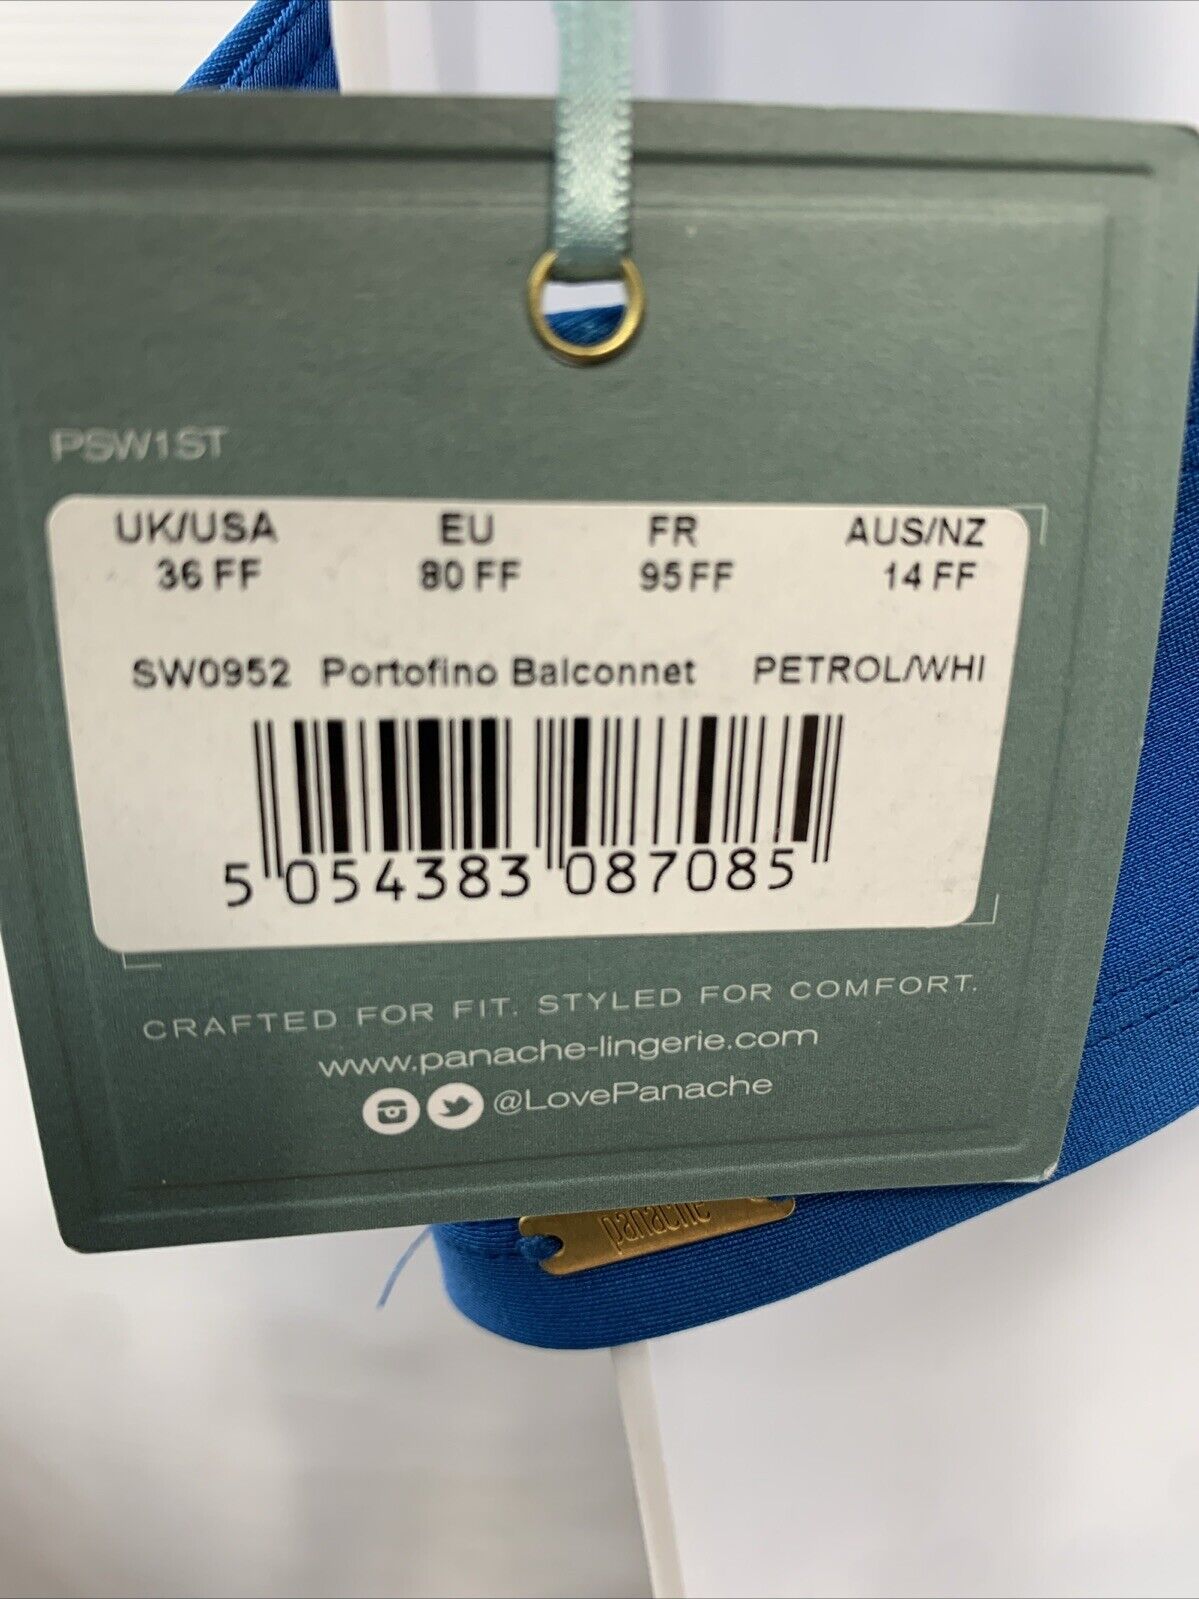 PSW1ST
UK/USA EU FR AUS/NZ
36 FF 80 FF 95 FF 14 FF
SW0952 Portofino Balconnet PETROL/WHI
5 054383 087085
CRAFTED FOR FIT. STYLED FOR COMFORT.
www.panache-lingerie.com
@LovePanache
panache